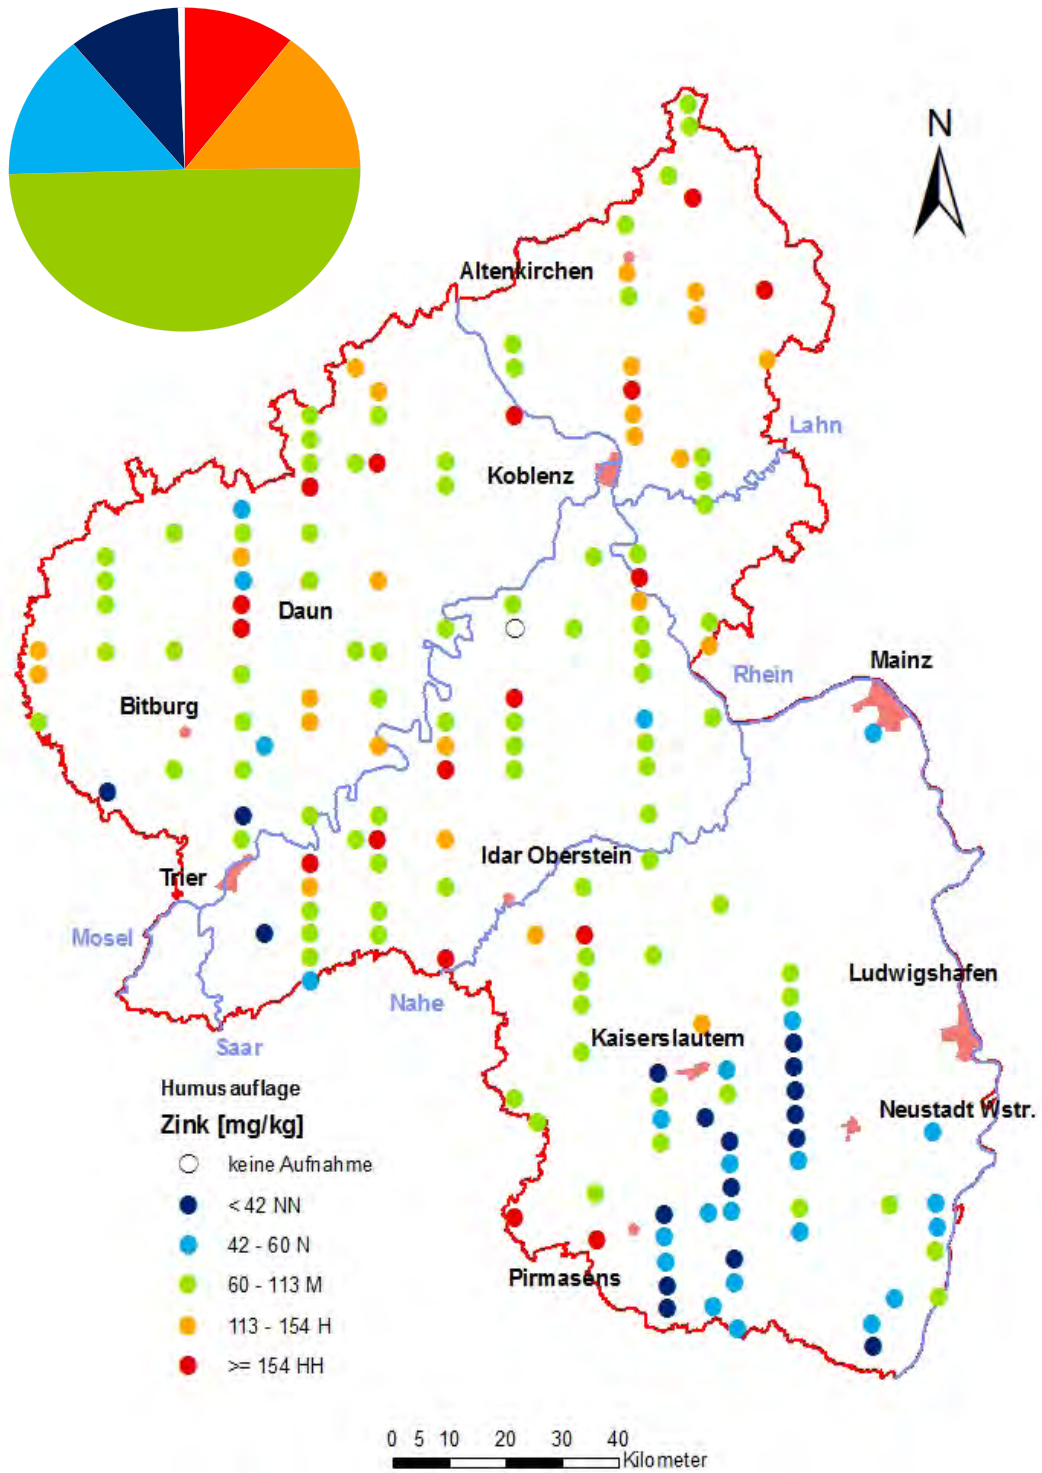 N
Altenkirchen
Lahn
Koblenz
Daun
Rhein
Mainz
Bitburg
Idar Oberstein
Trier
Mosel
Ludwigshafen
Nahe
Kaiserslautern
Saar
Humusauflage
Neustadt Wstr.
Zink [mg/kg]
keine Aufnahme
< 42 NN
42 - 60 N
60 - 113 M
Pirmasens
113 - 154 H
>= 154 HH
0 5 10 20 30 40
Kilometer